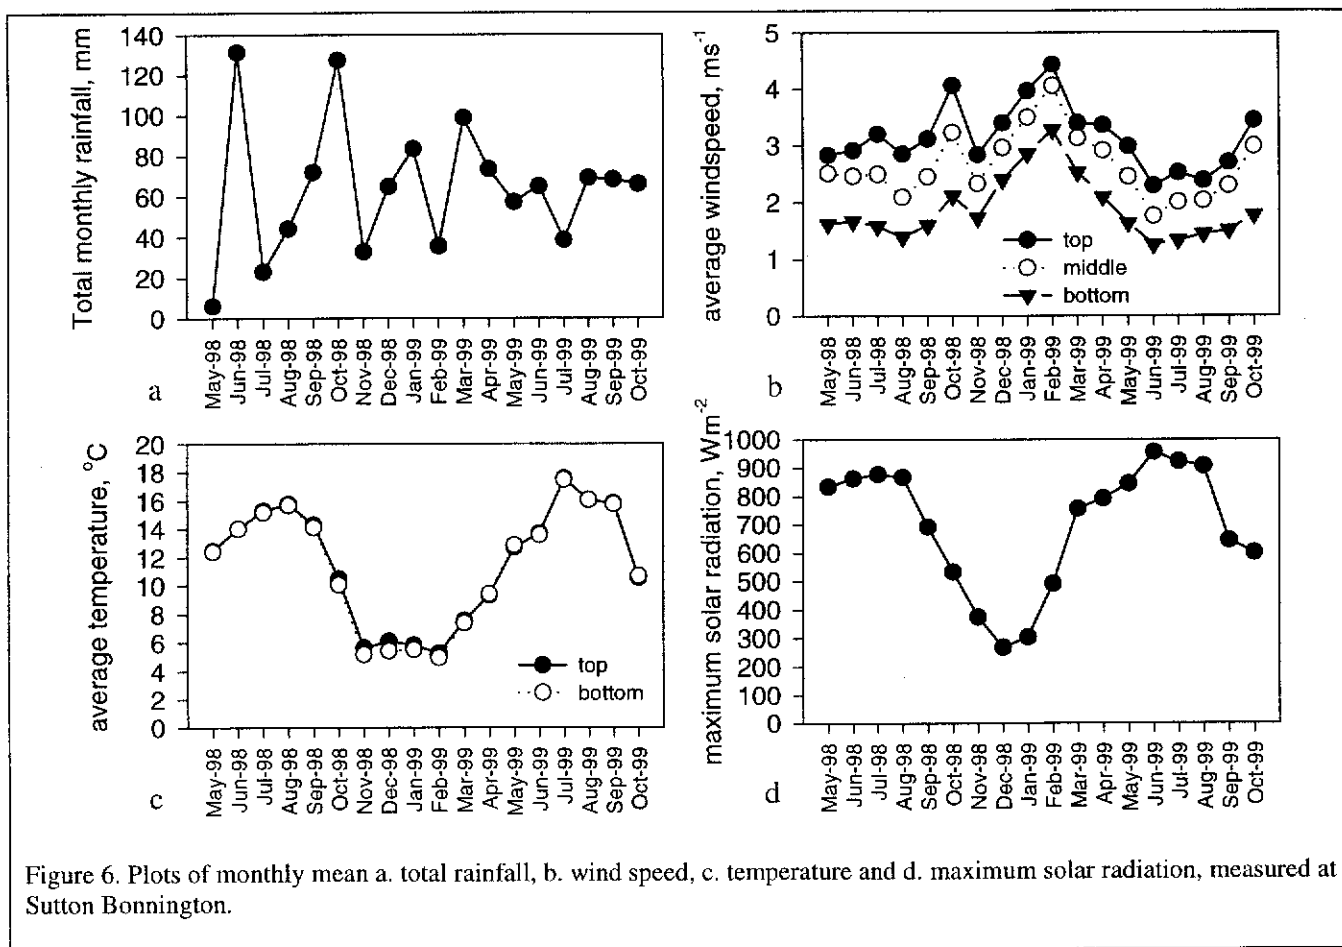 Total monthly rainfall, mm
140
120
100
80
60
40
20
0
May-98
Jun-98
Jul-98
Aug-98
Sep-98
Oct-98
Nov-98
Dec-98
Jan-99
Feb-99
Mar-99
Apr-99
May-99
Jun-99
Jul-99
Aug-99
Sep-99
Oct-99
a
average windspeed, ms-1
5
4
3
2
1
0
top
middle
bottom
May-98
Jun-98
Jul-98
Aug-98
Sep-98
Oct-98
Nov-98
Dec-98
Jan-99
Feb-99
Mar-99
Apr-99
May-99
Jun-99
Jul-99
Aug-99
Sep-99
Oct-99
b
average temperature, °C
20
18
16
14
12
10
8
6
4
2
0
top
bottom
May-98
Jun-98
Jul-98
Aug-98
Sep-98
Oct-98
Nov-98
Dec-98
Jan-99
Feb-99
Mar-99
Apr-99
May-99
Jun-99
Jul-99
Aug-99
Sep-99
Oct-99
c
maximum solar radiation, Wm-2
1000
900
800
700
600
500
400
300
200
100
0
May-98
Jun-98
Jul-98
Aug-98
Sep-98
Oct-98
Nov-98
Dec-98
Jan-99
Feb-99
Mar-99
Apr-99
May-99
Jun-99
Jul-99
Aug-99
Sep-99
Oct-99
d
Figure 6. Plots of monthly mean a. total rainfall, b. wind speed, c. temperature and d. maximum solar radiation, measured at
Sutton Bonnington.